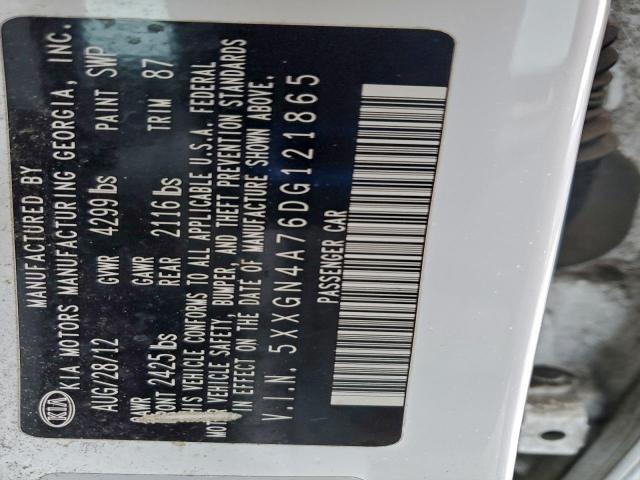 MANUFACTURED BY
KIA KIA MOTORS MANUFACTURING GEORGIA, INC.
AUG/28/12 GVWR 4299 lbs PAINT SWP
GAWR GAWR TRIM 87
FRONT 2425 lbs REAR 2116 lbs
THIS VEHICLE CONFORMS TO ALL APPLICABLE U.S.A. FEDERAL
MOTOR VEHICLE SAFETY, BUMPER, AND THEFT PREVENTION STANDARDS
IN EFFECT ON THE DATE OF MANUFACTURE SHOWN ABOVE.
V.I.N. 5XXGN4A76DG121865
PASSENGER CAR